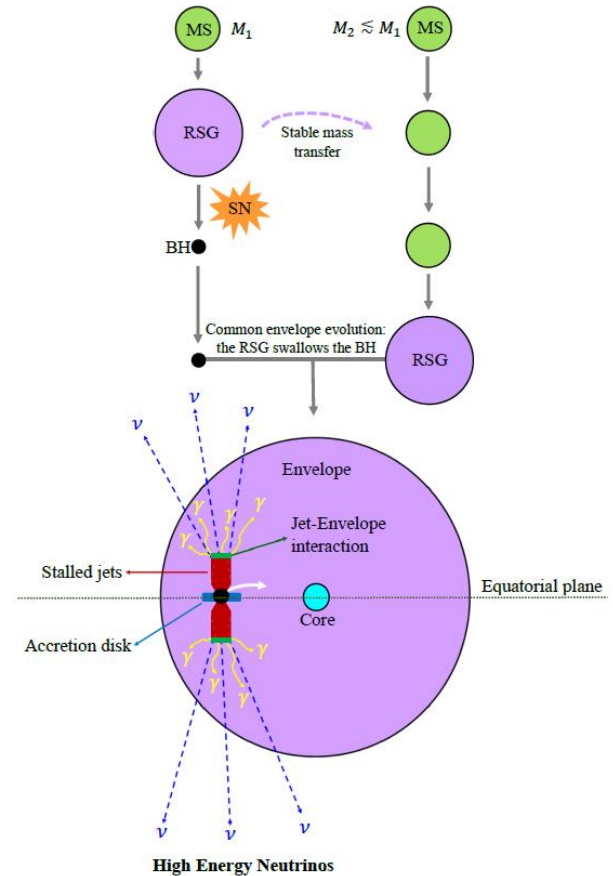 MS
M₁
M₂ ≲ M₁
MS
RSG
Stable mass
transfer
SN
BH
Common envelope evolution:
the RSG swallows the BH
RSG
ν
ν
ν
Envelope
γ
γ
γ
γ
Jet-Envelope
interaction
Stalled jets
Equatorial plane
Core
Accretion disk
γ
γ
γ
γ
ν
ν
ν
High Energy Neutrinos